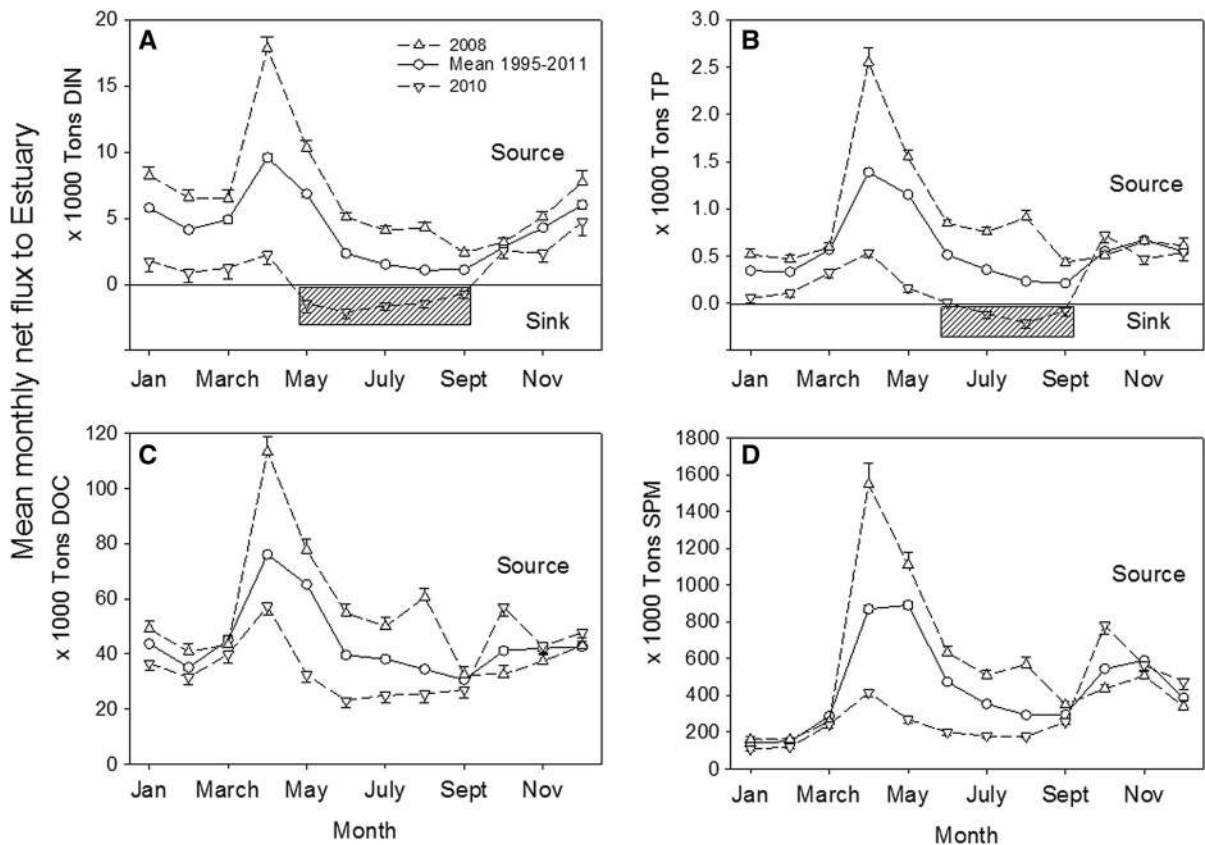 Mean monthly net flux to Estuary
A
x 1000 Tons DIN
20
15
10
5
0
2008
Mean 1995-2011
2010
Source
Sink
Jan March May July Sept Nov
B
x 1000 Tons TP
3.0
2.5
2.0
1.5
1.0
0.5
0.0
Source
Sink
Jan March May July Sept Nov
C
x 1000 Tons DOC
120
100
80
60
40
20
0
Source
Jan March May July Sept Nov
Month
D
x 1000 Tons SPM
1800
1600
1400
1200
1000
800
600
400
200
0
Source
Jan March May July Sept Nov
Month